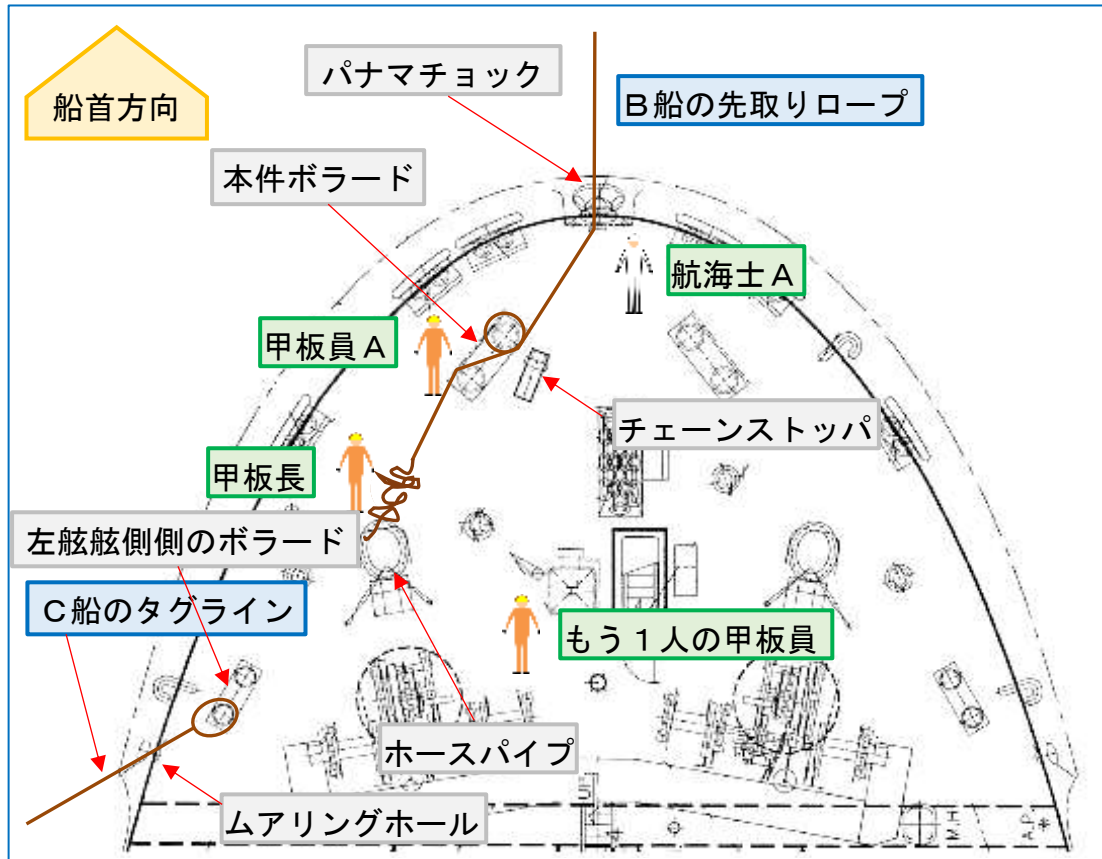 パナマチョック
船首方向
B船の先取りロープ
本件ボラード
航海士A
甲板員A
チェーンストッパ
甲板長
左舷舷側側のボラード
C船のタグライン
もう1人の甲板員
ホースパイプ
ムアリングホール
M.H
A.P